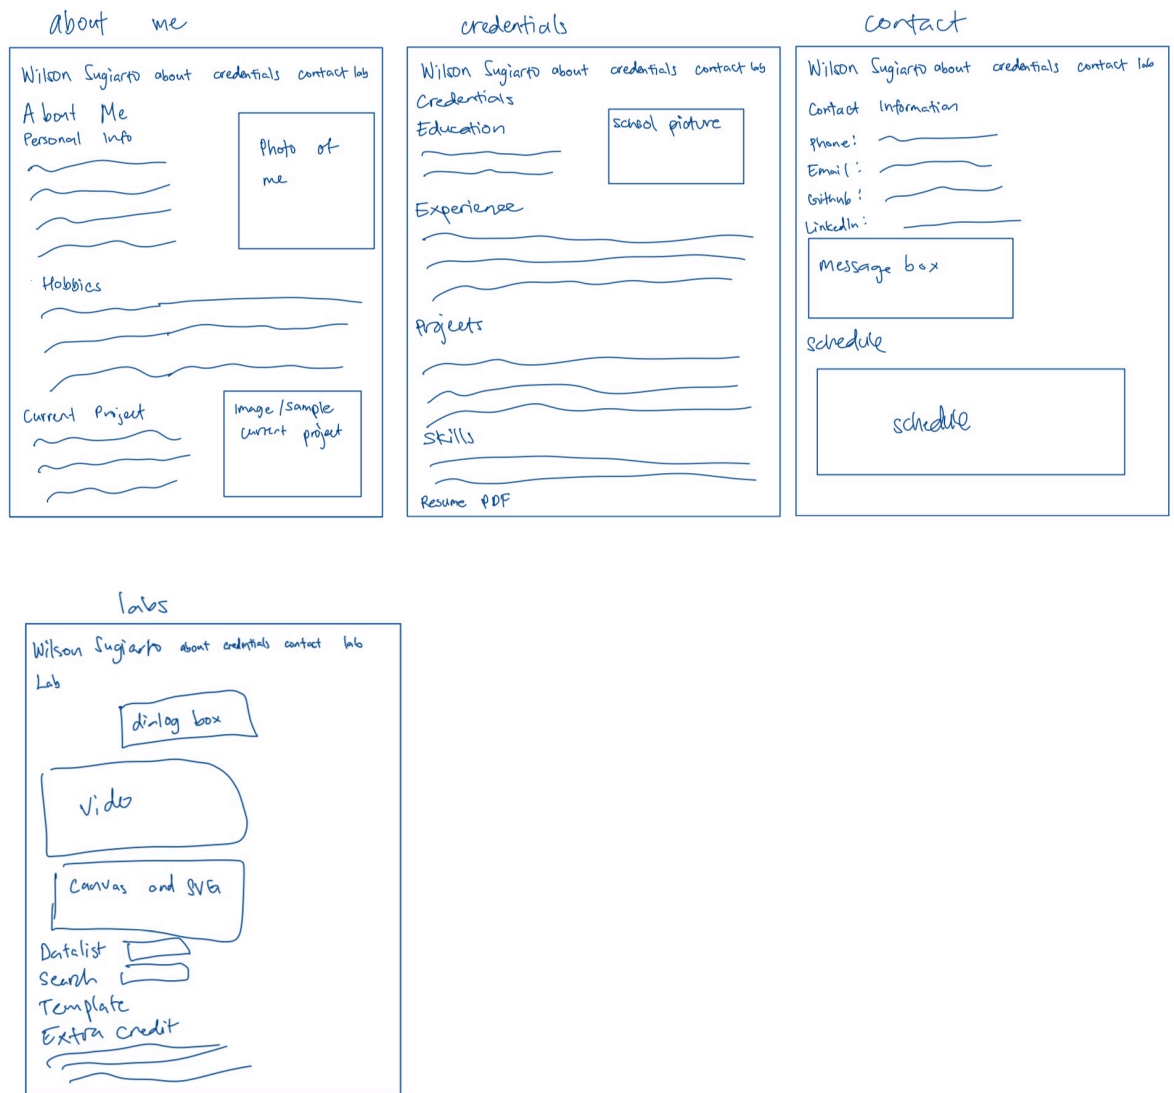 about me
Wilson Sugiarto about credentials contact lab
About Me
Personal Info
Photo of
me
Hobbies
Current Project
Image/sample
current project
credentials
Wilson Sugiarto about credentials contact lab
Credentials
Education
school picture
Experience
Projects
Skills
Resume PDF
contact
Wilson Sugiarto about credentials contact lab
Contact Information
Phone:
Email:
Github:
LinkedIn:
message box
schedule
schedule
labs
Wilson Sugiarto about credentials contact lab
Lab
dialog box
Video
Canvas and SVG
Datalist
Search
Template
Extra Credit